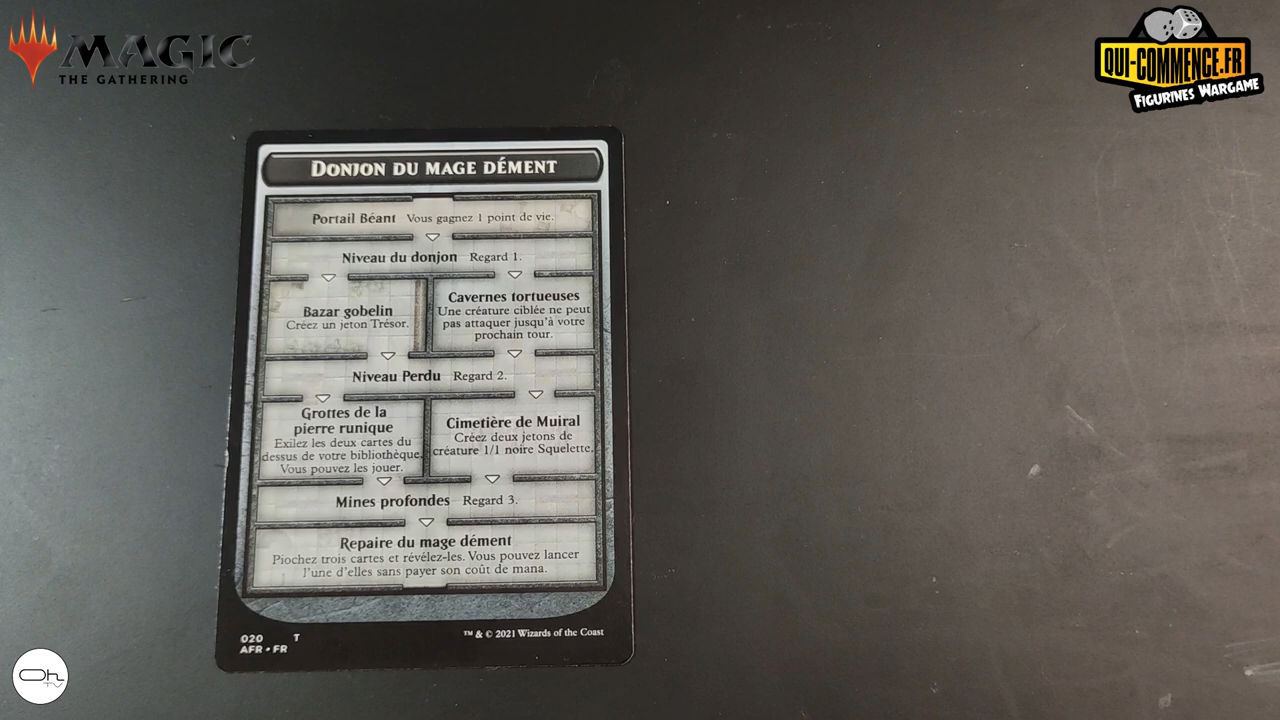 MAGIC
THE GATHERING
QUI-COMMENCE.FR
FIGURINES WARGAME
DONJON DU MAGE DÉMENT
Portail Béant Vous gagnez 1 point de vie.
Niveau du donjon Regard 1.
Bazar gobelin
Créez un jeton Trésor.
Cavernes tortueuses
Une créature ciblée ne peut
pas attaquer jusqu'à votre
prochain tour.
Niveau Perdu Regard 2.
Grottes de la
pierre runique
Exilez les deux cartes du
dessus de votre bibliothèque.
Vous pouvez les jouer.
Cimetière de Muiral
Créez deux jetons de
créature 1/1 noire Squelette.
Mines profondes Regard 3.
Repaire du mage dément
Piochez trois cartes et révélez-les. Vous pouvez lancer
l'une d'elles sans payer son coût de mana.
020 T
AFR • FR
™ & © 2021 Wizards of the Coast
Oh
TV